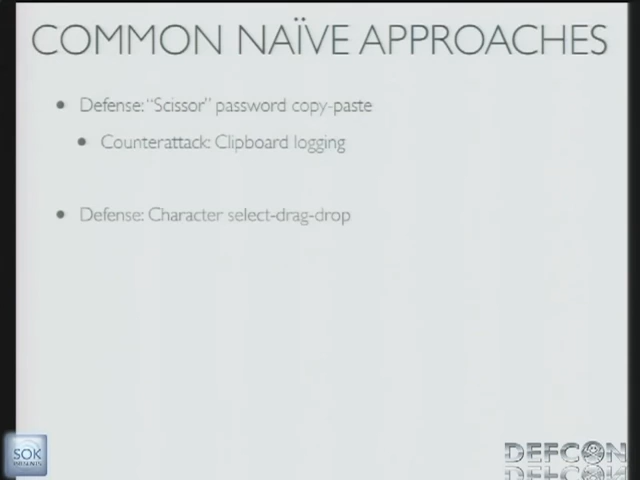 COMMON NAÏVE APPROACHES
Defense: "Scissor" password copy-paste
Counterattack: Clipboard logging
Defense: Character select-drag-drop
SOK
DEFCON